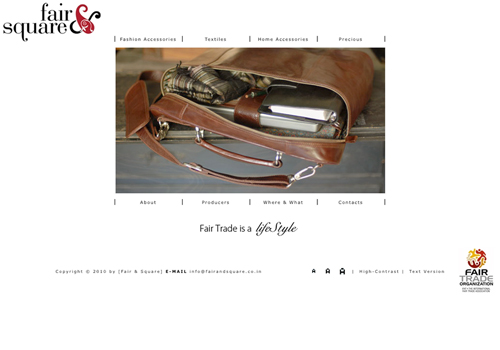 fair
square &
Fashion Accessories
Textiles
Home Accessories
Precious
About
Producers
Where & What
Contacts
Fair Trade is a lifeStyle
Copyright © 2010 by [Fair & Square] E-MAIL info@fairandsquare.co.in
A A A | High-Contrast | Text Version
FAIR
TRADE
ORGANIZATION